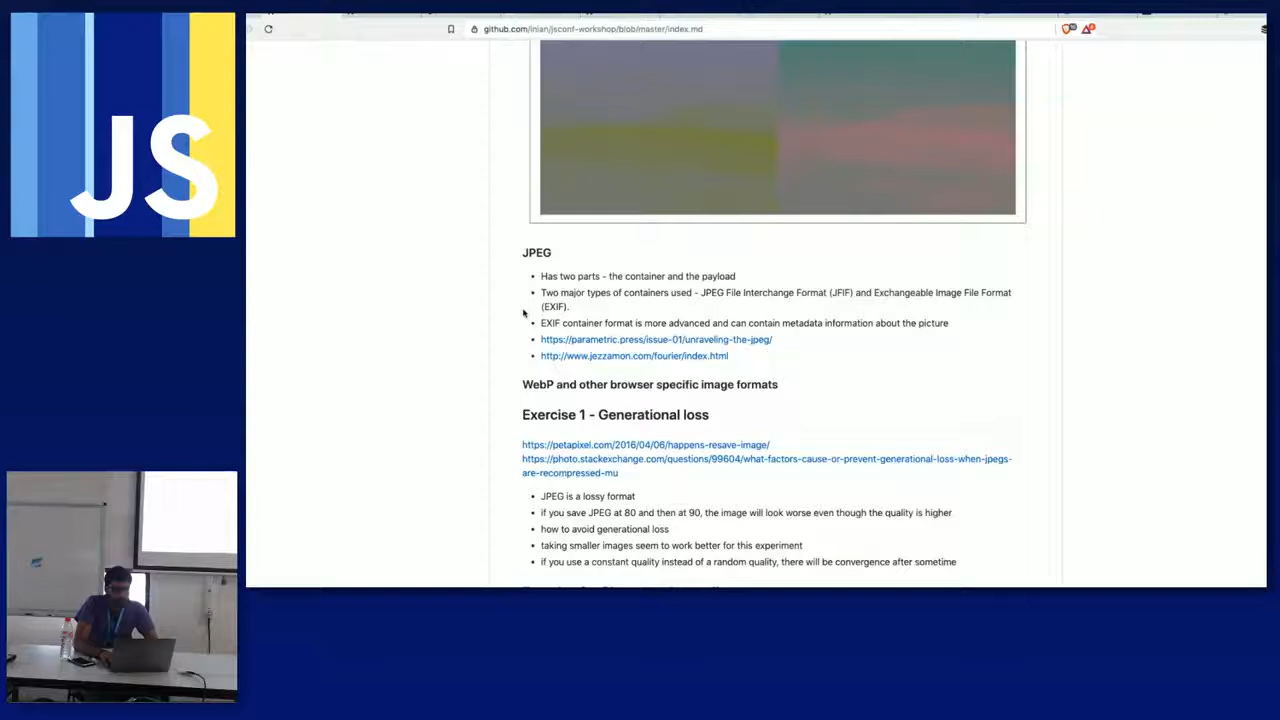 JS
github.com/inian/jsconf-workshop/blob/master/index.md
JPEG
• Has two parts - the container and the payload
• Two major types of containers used - JPEG File Interchange Format (JFIF) and Exchangeable Image File Format
(EXIF).
• EXIF container format is more advanced and can contain metadata information about the picture
• https://parametric.press/issue-01/unraveling-the-jpeg/
• http://www.jezzamon.com/fourier/index.html
WebP and other browser specific image formats
Exercise 1 - Generational loss
https://petapixel.com/2016/04/06/happens-resave-image/
https://photo.stackexchange.com/questions/99604/what-factors-cause-or-prevent-generational-loss-when-jpegs-
are-recompressed-mu
• JPEG is a lossy format
• if you save JPEG at 80 and then at 90, the image will look worse even though the quality is higher
• how to avoid generational loss
• taking smaller images seem to work better for this experiment
• if you use a constant quality instead of a random quality, there will be convergence after sometime